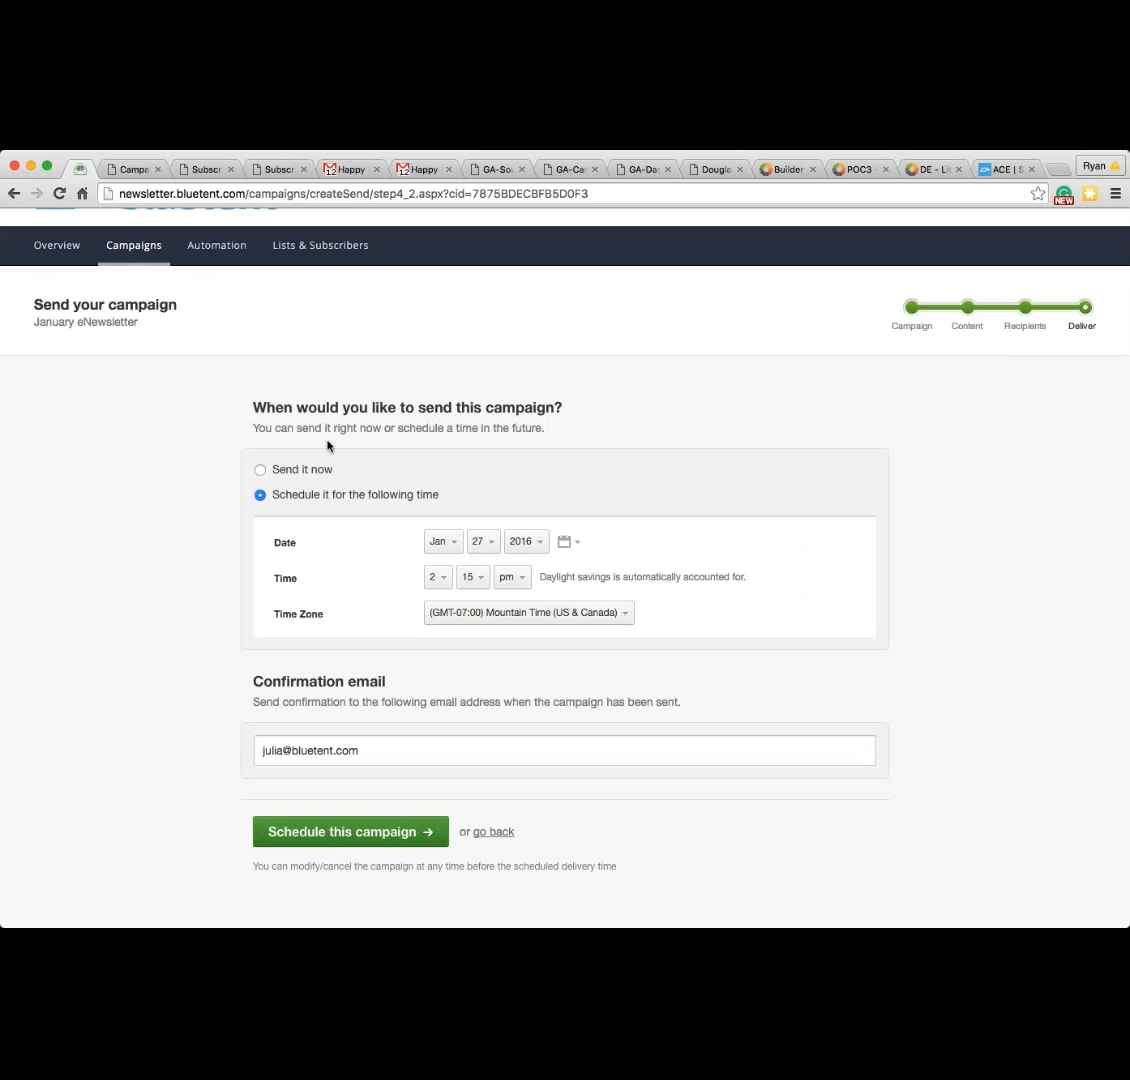 Campa
Subscr
Subscr
Happy
Happy
GA-Sou
GA-Car
GA-Das
Dougla
Builder
POC3 -
DE - Lit
ACE | S
Ryan
newsletter.bluetent.com/campaigns/createSend/step4_2.aspx?cid=7875BDECBFB5D0F3
NEW
Overview
Campaigns
Automation
Lists & Subscribers
Send your campaign
January eNewsletter
Campaign
Content
Recipients
Deliver
When would you like to send this campaign?
You can send it right now or schedule a time in the future.
Send it now
Schedule it for the following time
Date
Jan
27
2016
Time
2
15
pm
Daylight savings is automatically accounted for.
Time Zone
(GMT-07:00) Mountain Time (US & Canada)
Confirmation email
Send confirmation to the following email address when the campaign has been sent.
julia@bluetent.com
Schedule this campaign →
or go back
You can modify/cancel the campaign at any time before the scheduled delivery time